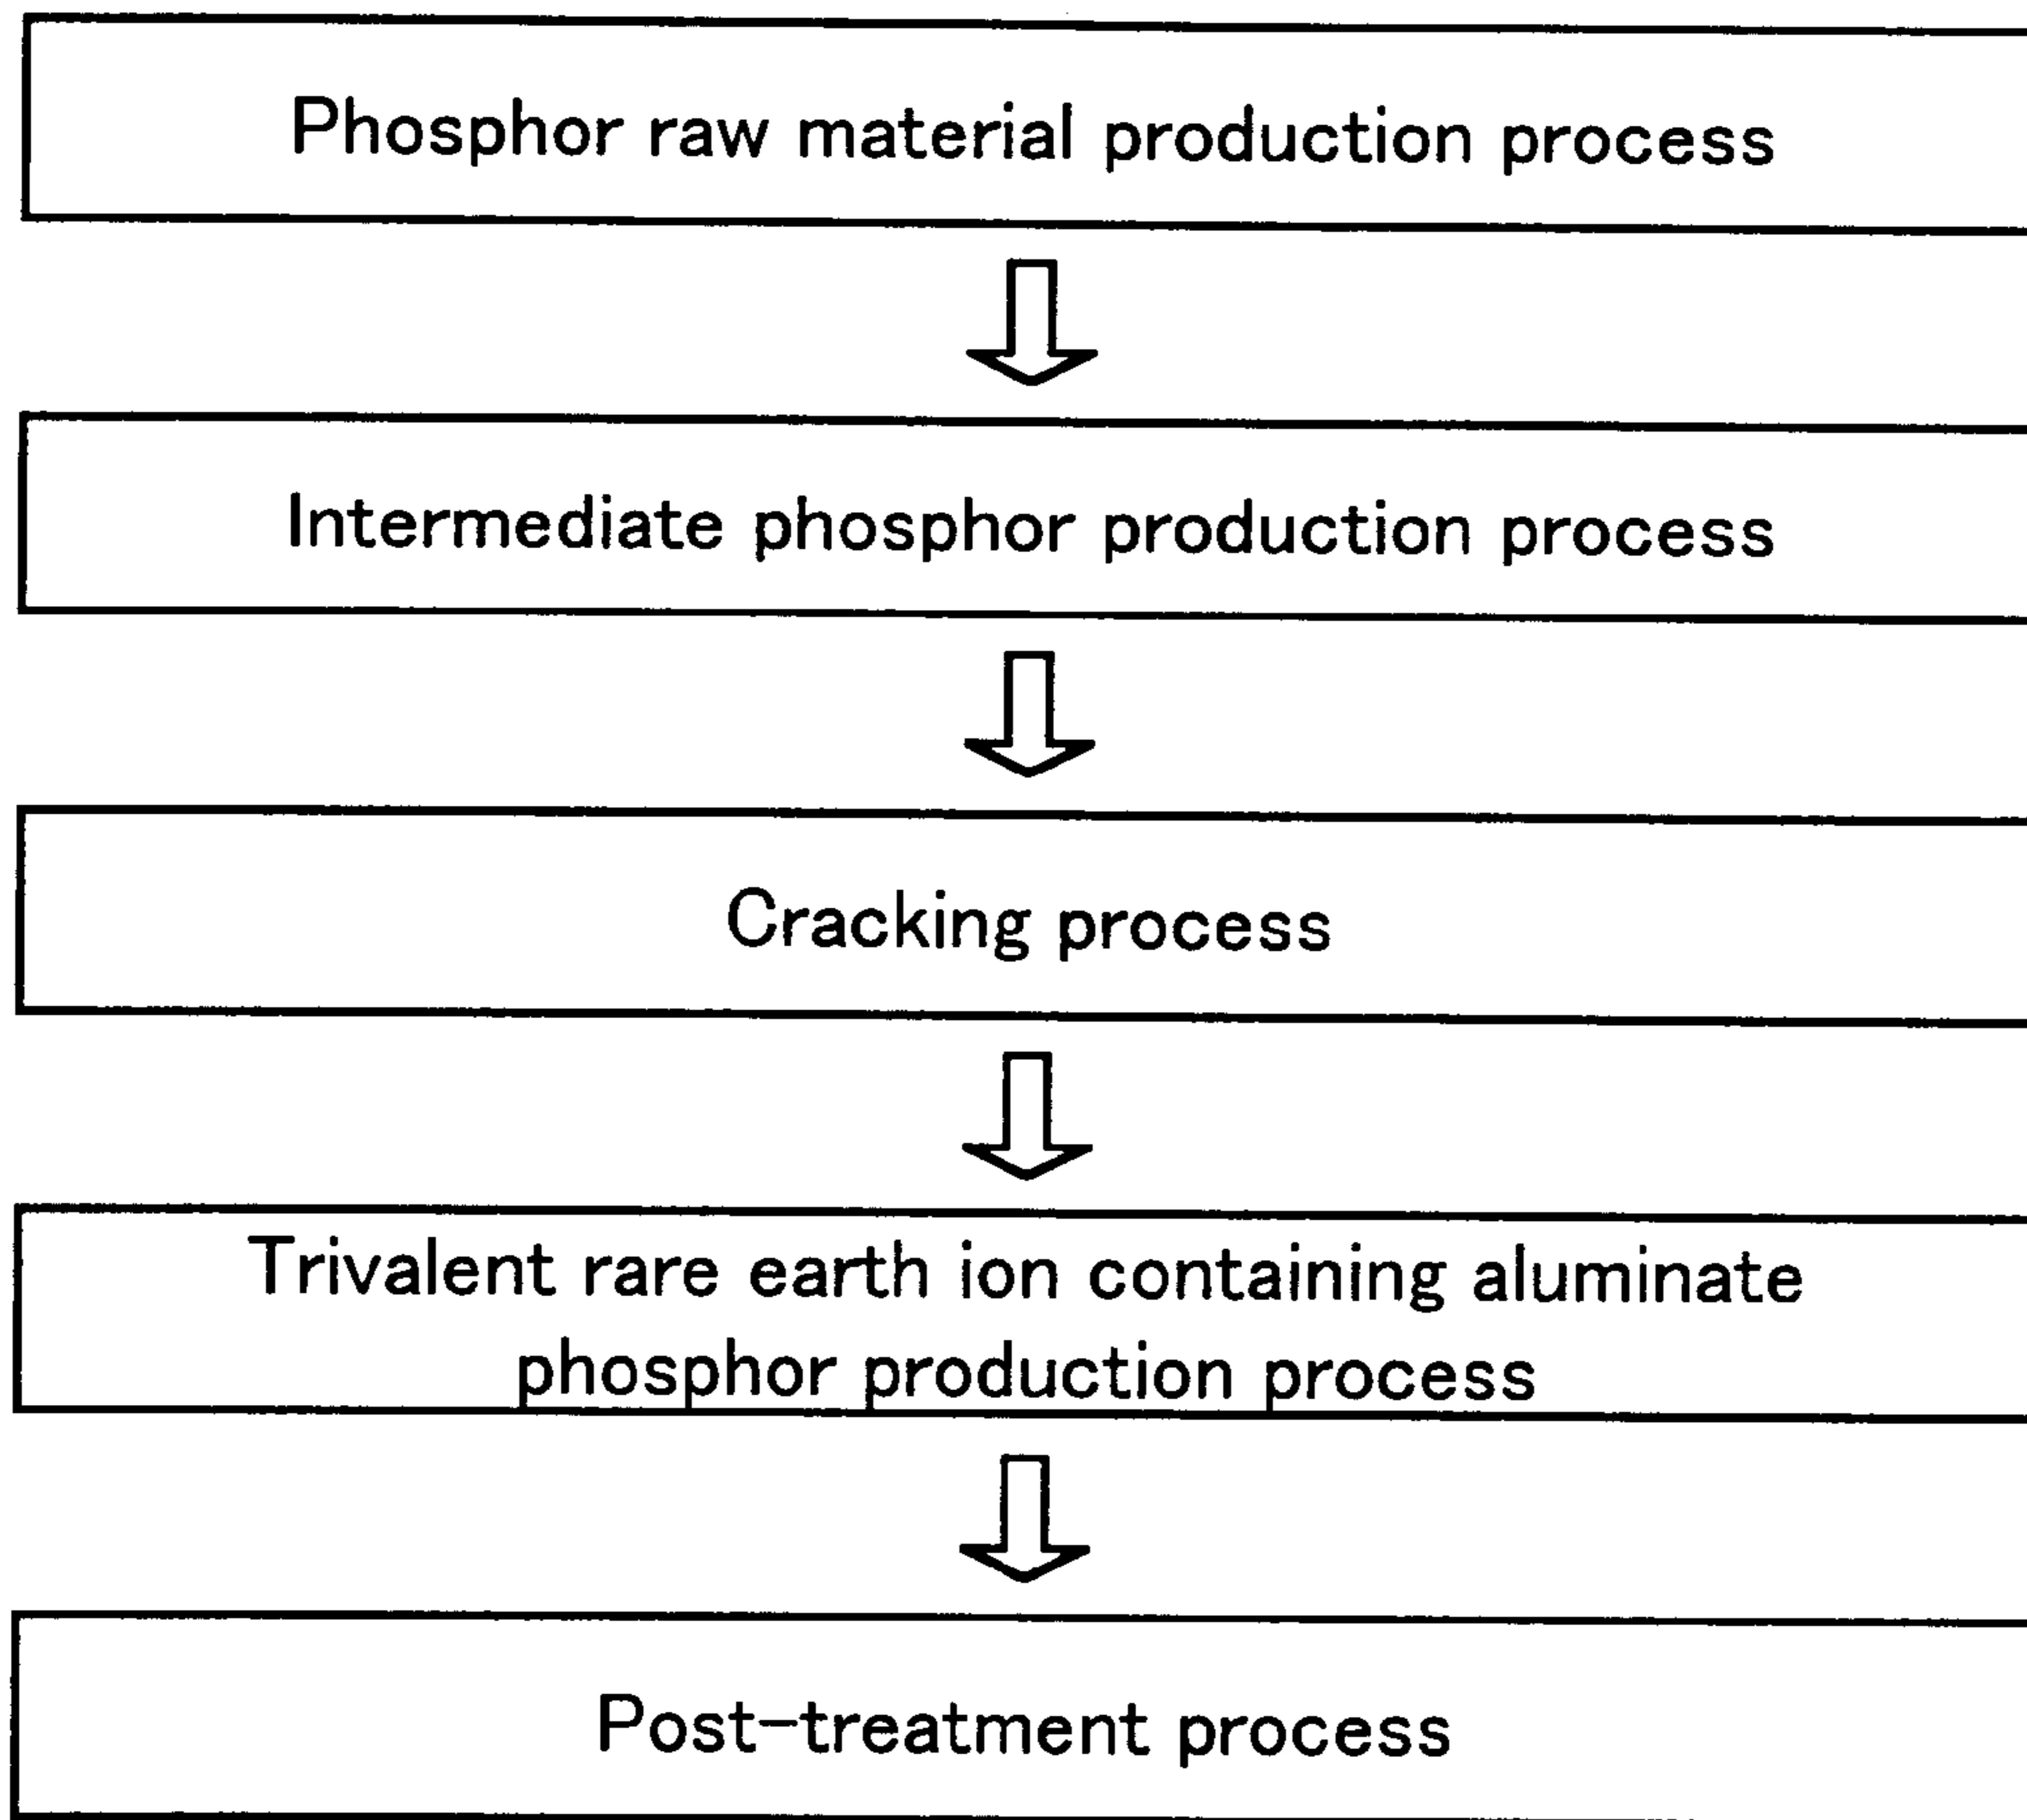 Phosphor raw material production process
Intermediate phosphor production process
Cracking process
Trivalent rare earth ion containing aluminate
phosphor production process
Post-treatment process